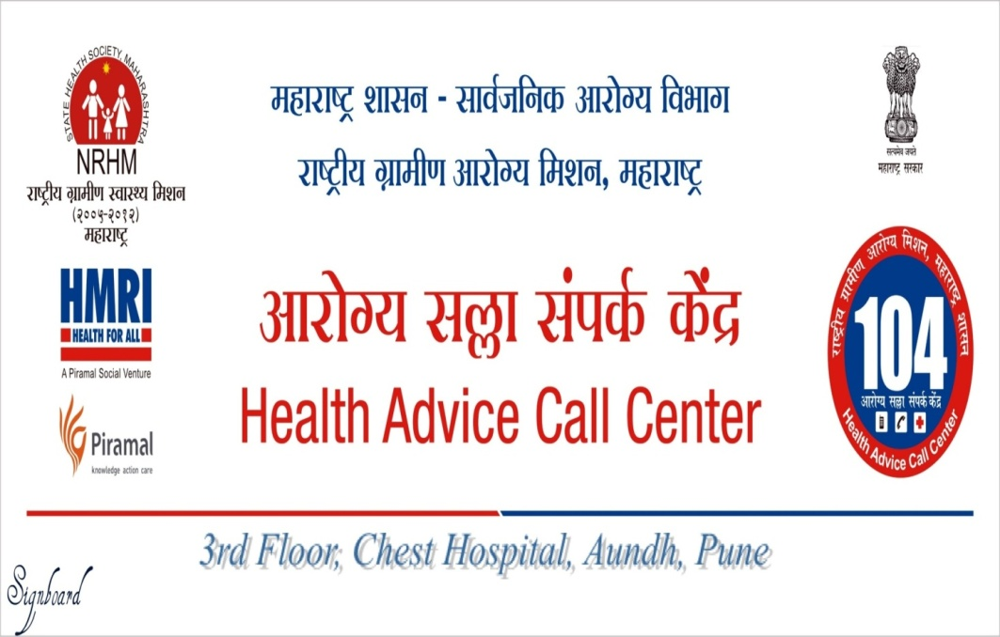 STATE HEALTH SOCIETY, MAHARASHTRA
NRHM
राष्ट्रीय ग्रामीण स्वास्थ्य मिशन
(२००५-२०१२)
महाराष्ट्र
महाराष्ट्र शासन - सार्वजनिक आरोग्य विभाग
राष्ट्रीय ग्रामीण आरोग्य मिशन, महाराष्ट्र
सत्यमेव जयते
महाराष्ट्र सरकार
HMRI
HEALTH FOR ALL
A Piramal Social Venture
Piramal
knowledge action care
आरोग्य सल्ला संपर्क केंद्र
Health Advice Call Center
राष्ट्रीय ग्रामीण आरोग्य मिशन, महाराष्ट्र शासन
104
आरोग्य सल्ला संपर्क केंद्र
Health Advice Call Center
3rd Floor, Chest Hospital, Aundh, Pune
Signboard